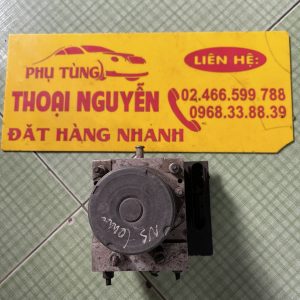 PHỤ TÙNG
LIÊN HỆ:
THOẠI NGUYỄN
02.466.599 788
0968.33.88.39
ĐẶT HÀNG NHANH